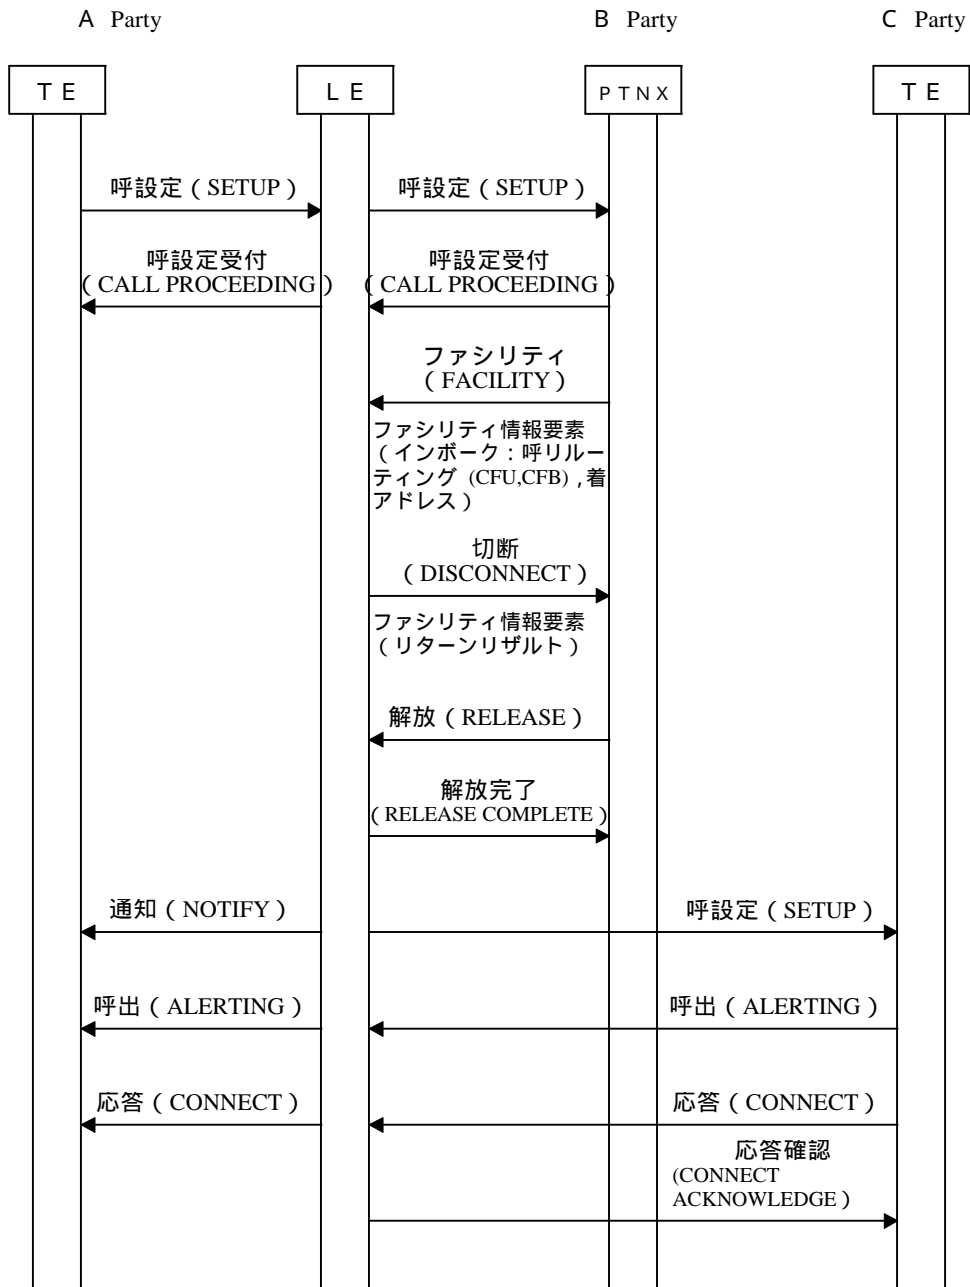 A Party
B Party
C Party
ＴＥ
ＬＥ
ＰＴＮＸ
ＴＥ
呼設定（SETUP）
呼設定（SETUP）
呼設定受付
（CALL PROCEEDING）
呼設定受付
（CALL PROCEEDING）
ファシリティ
（FACILITY）
ファシリティ情報要素
（インボーク：呼リルー
ティング (CFU,CFB) ,着
アドレス）
切断
（DISCONNECT）
ファシリティ情報要素
（リターンリザルト）
解放（RELEASE）
解放完了
（RELEASE COMPLETE）
通知（NOTIFY）
呼設定（SETUP）
呼出（ALERTING）
呼出（ALERTING）
応答（CONNECT）
応答（CONNECT）
応答確認
(CONNECT
ACKNOWLEDGE）